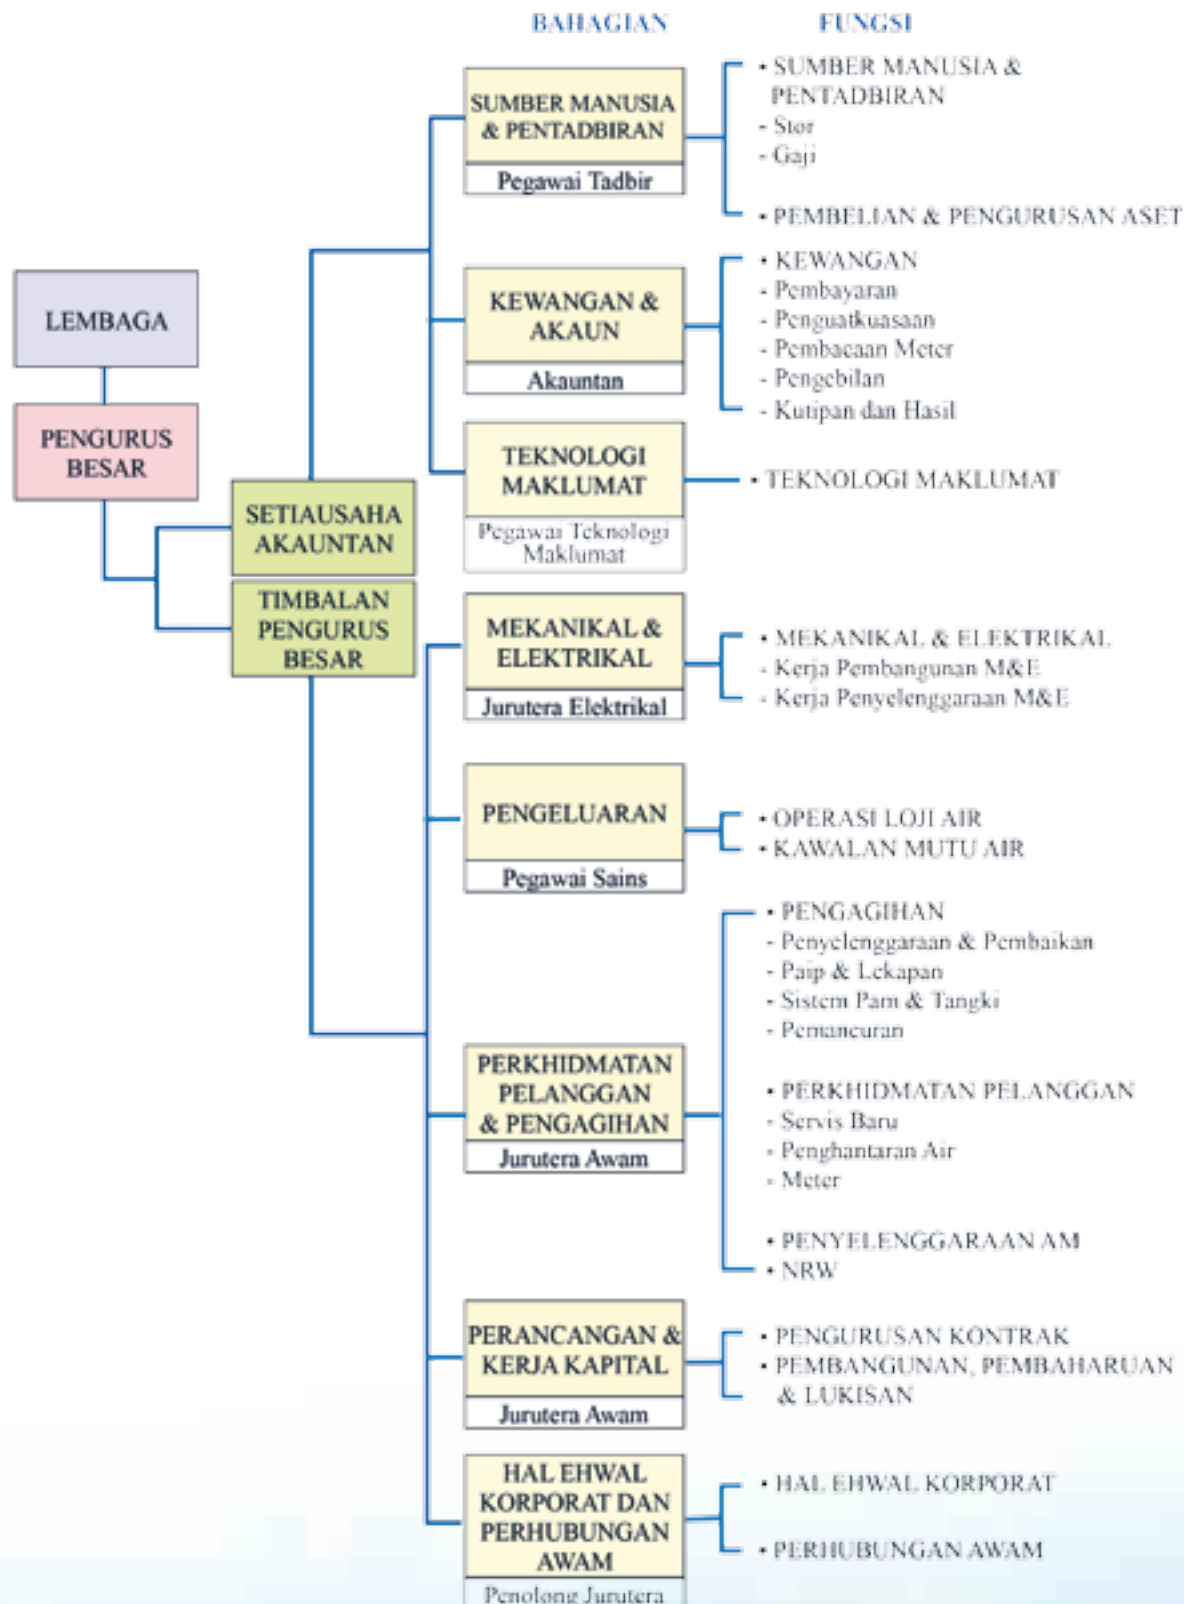 BAHAGIAN
FUNGSI
LEMBAGA
PENGURUS
BESAR
SETIAUSAHA
AKAUNTAN
TIMBALAN
PENGURUS
BESAR
SUMBER MANUSIA
& PENTADBIRAN
Pegawai Tadbir
• SUMBER MANUSIA &
PENTADBIRAN
- Stor
- Gaji
• PEMBELIAN & PENGURUSAN ASET
KEWANGAN &
AKAUN
Akauntan
• KEWANGAN
- Pembayaran
- Penguatkuasaan
- Pembacaan Meter
- Pengebilan
- Kutipan dan Hasil
TEKNOLOGI
MAKLUMAT
Pegawai Teknologi
Maklumat
• TEKNOLOGI MAKLUMAT
MEKANIKAL &
ELEKTRIKAL
Jurutera Elektrikal
• MEKANIKAL & ELEKTRIKAL
- Kerja Pembangunan M&E
- Kerja Penyelenggaraan M&E
PENGELUARAN
Pegawai Sains
• OPERASI LOJI AIR
• KAWALAN MUTU AIR
PERKHIDMATAN
PELANGGAN
& PENGAGIHAN
Jurutera Awam
• PENGAGIHAN
- Penyelenggaraan & Pembaikan
- Paip & Lekapan
- Sistem Pam & Tangki
- Pemancuran
• PERKHIDMATAN PELANGGAN
- Servis Baru
- Penghantaran Air
- Meter
• PENYELENGGARAAN AM
• NRW
PERANCANGAN &
KERJA KAPITAL
Jurutera Awam
• PENGURUSAN KONTRAK
• PEMBANGUNAN, PEMBAHARUAN
& LUKISAN
HAL EHWAL
KORPORAT DAN
PERHUBUNGAN
AWAM
Penolong Jurutera
• HAL EHWAL KORPORAT
• PERHUBUNGAN AWAM